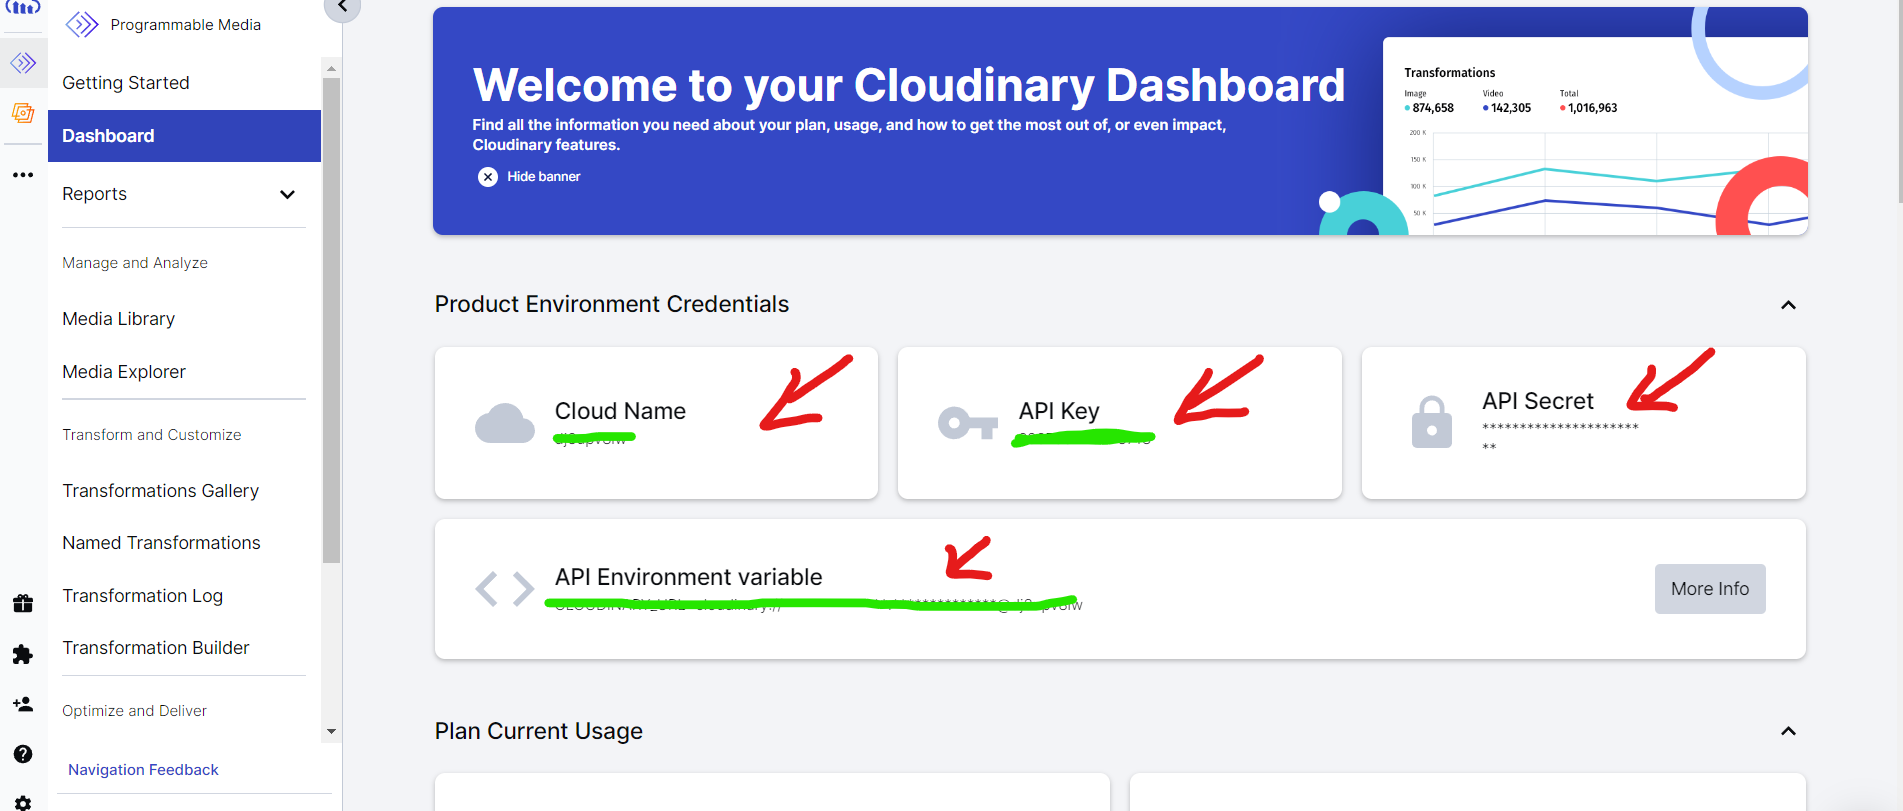 Programmable Media
Getting Started
Dashboard
Reports
Manage and Analyze
Media Library
Media Explorer
Transform and Customize
Transformations Gallery
Named Transformations
Transformation Log
Transformation Builder
Optimize and Deliver
Navigation Feedback
Welcome to your Cloudinary Dashboard
Find all the information you need about your plan, usage, and how to get the most out of, or even impact,
Cloudinary features.
Hide banner
Transformations
Image Video Total
874,658 142,305 1,016,963
200 K
150 K
100 K
50 K
Product Environment Credentials
Cloud Name
API Key
API Secret
*********************
**
API Environment variable
More Info
Plan Current Usage